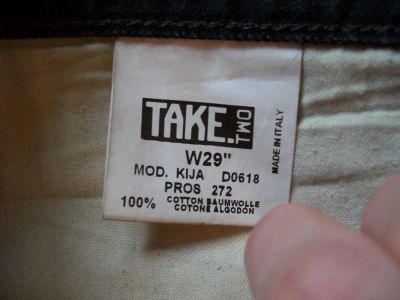 TAKE.TWO
W29"
MOD. KIJA D0618
PROS 272
100% COTTON BAUMWOLLE
COTONE ALGODON
MADE IN ITALY